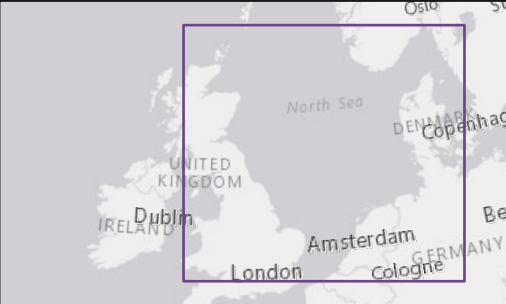 Oslo
North Sea
DENMARK
Copenhag
UNITED
KINGDOM
Dublin
IRELAND
Be
Amsterdam
GERMANY
London
Cologne